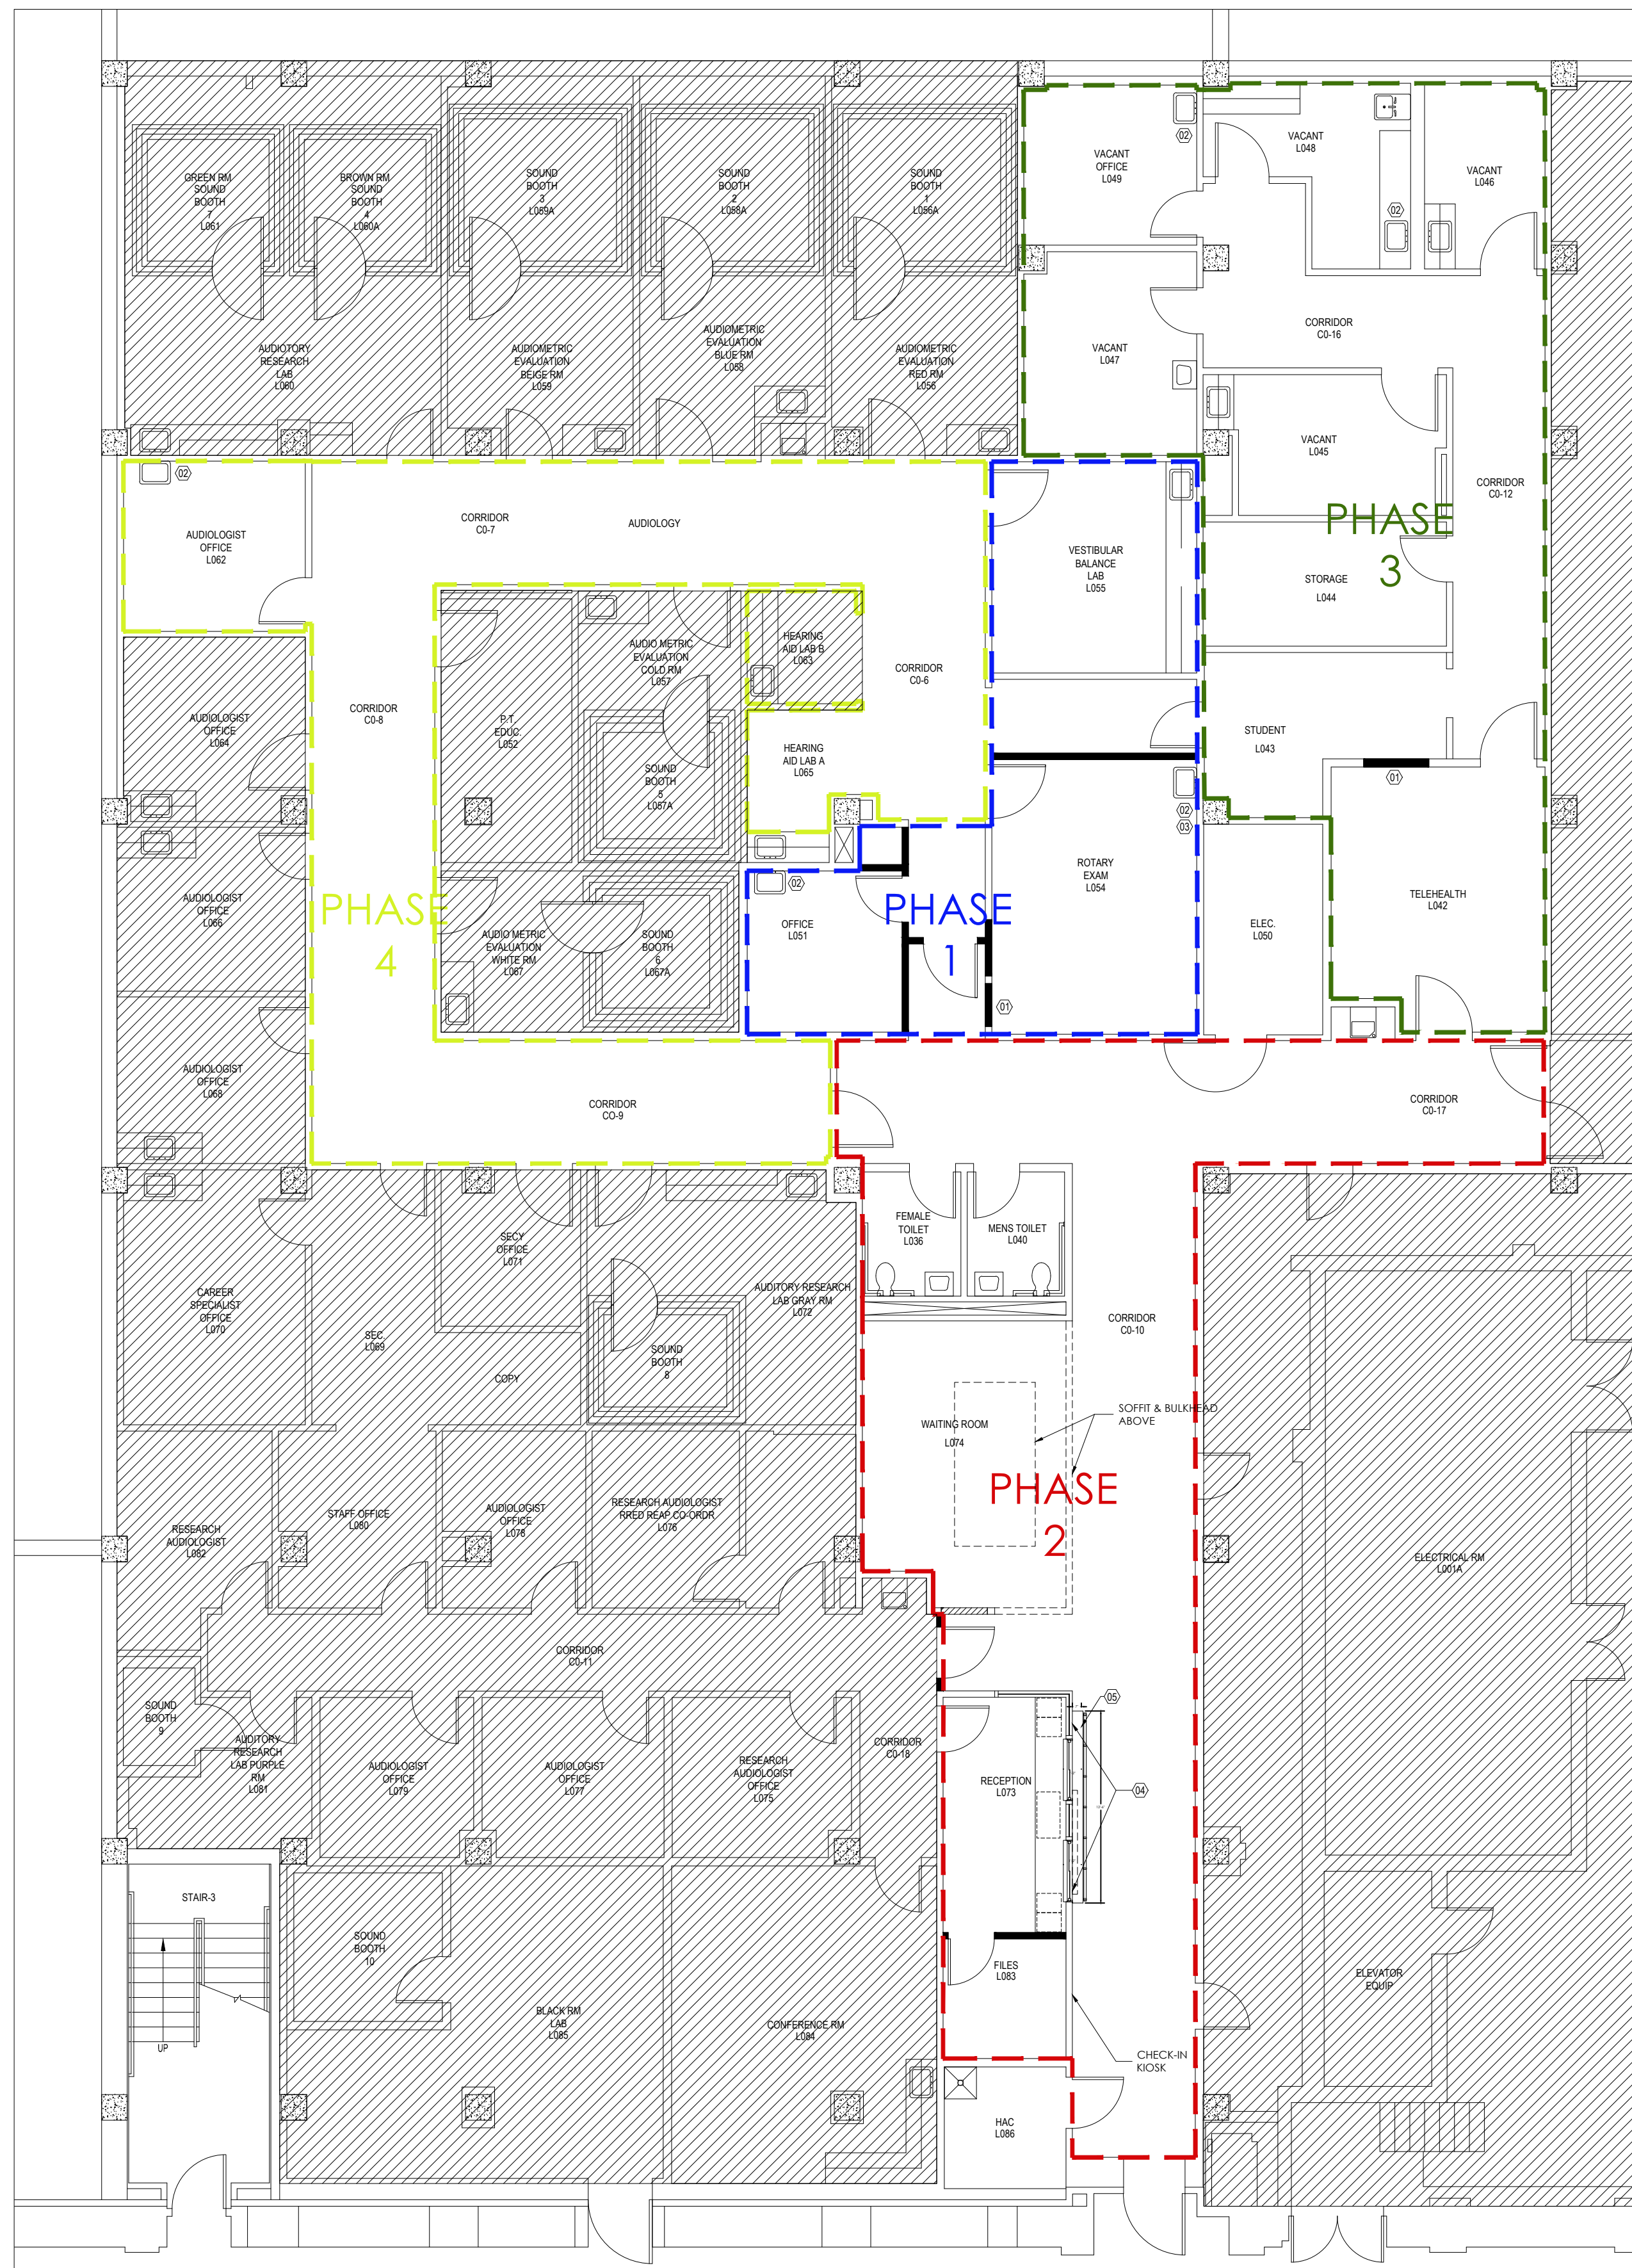 GREEN RM
SOUND
BOOTH
7
L061
BROWN RM
SOUND
BOOTH
4
L060A
SOUND
BOOTH
3
L059A
SOUND
BOOTH
2
L058A
SOUND
BOOTH
1
L056A
VACANT
OFFICE
L049
02
VACANT
L048
VACANT
L046
02
AUDIOTORY
RESEARCH
LAB
L060
AUDIOMETRIC
EVALUATION
BEIGE RM
L059
AUDIOMETRIC
EVALUATION
BLUE RM
L058
AUDIOMETRIC
EVALUATION
RED RM
L056
VACANT
L047
CORRIDOR
C0-16
VACANT
L045
CORRIDOR
C0-12
02
AUDIOLOGIST
OFFICE
L062
CORRIDOR
C0-7
AUDIOLOGY
VESTIBULAR
BALANCE
LAB
L055
PHASE
3
STORAGE
L044
AUDIOLOGIST
OFFICE
L064
CORRIDOR
C0-8
P.T.
EDUC.
L052
AUDIO METRIC
EVALUATION
COLD RM
L057
HEARING
AID LAB B
L063
CORRIDOR
C0-6
STUDENT
L043
SOUND
BOOTH
5
L057A
HEARING
AID LAB A
L065
01
02
03
ROTARY
EXAM
L054
TELEHEALTH
L042
AUDIOLOGIST
OFFICE
L066
PHASE
4
AUDIO METRIC
EVALUATION
WHITE RM
L067
SOUND
BOOTH
6
L067A
02
OFFICE
L051
PHASE
1
ELEC.
L050
01
AUDIOLOGIST
OFFICE
L068
CORRIDOR
CO-9
CORRIDOR
C0-17
FEMALE
TOILET
L036
MENS TOILET
L040
CAREER
SPECIALIST
OFFICE
L070
SEC.
L069
SECY
OFFICE
L071
AUDITORY RESEARCH
LAB GRAY RM
L072
CORRIDOR
C0-10
SOUND
BOOTH
8
COPY
WAITING ROOM
L074
SOFFIT & BULKHEAD
ABOVE
PHASE
2
RESEARCH
AUDIOLOGIST
L082
STAFF OFFICE
L080
AUDIOLOGIST
OFFICE
L078
RESEARCH AUDIOLOGIST
RRED REAP CO-ORDR
L076
ELECTRICAL RM
L001A
CORRIDOR
C0-11
SOUND
BOOTH
9
AUDITORY
RESEARCH
LAB PURPLE
RM
L081
AUDIOLOGIST
OFFICE
L079
AUDIOLOGIST
OFFICE
L077
RESEARCH
AUDIOLOGIST
OFFICE
L075
CORRIDOR
C0-18
RECEPTION
L073
05
04
STAIR-3
UP
SOUND
BOOTH
10
FILES
L083
ELEVATOR
EQUIP
BLACK RM
LAB
L085
CONFERENCE RM
L084
CHECK-IN
KIOSK
HAC
L086